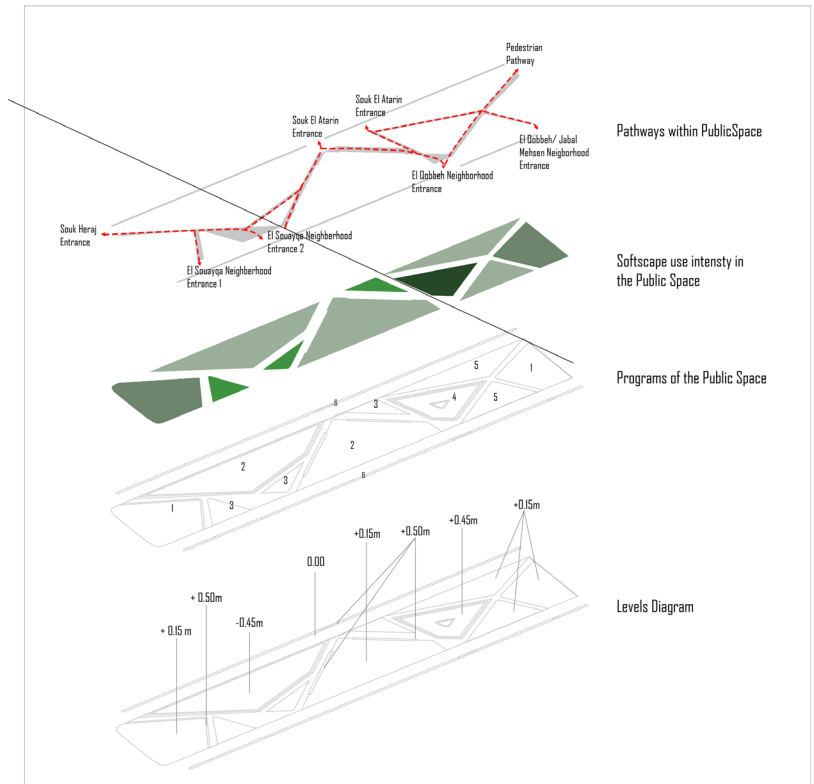 Pedestrian
Pathway
Souk El Atarin
Entrance
Souk El Atarin
Entrance
Pathways within PublicSpace
El Qobbeh/ Jabal
Mehsen Neigborhood
Entrance
El Qobbeh Neighborhood
Entrance
Souk Heraj
Entrance
El Souayqa Neighberhood
Entrance 2
El Souayqa Neighberhood
Entrance 1
Softscape use intensty in
the Public Space
Programs of the Public Space
5
1
6
3
4
5
2
2
3
6
1
3
+0.15m
+0.45m
+0.50m
+0.15m
0.00
+ 0.50m
-0.45m
+ 0.15 m
Levels Diagram